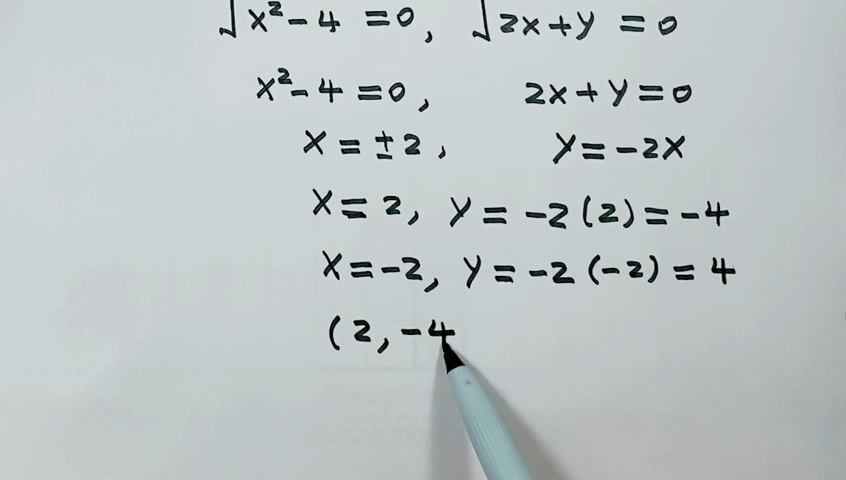 √x²-4 = 0, √2x+y = 0
x²-4 = 0, 2x+y = 0
x = ±2, y = -2x
x = 2, y = -2(2) = -4
x = -2, y = -2(-2) = 4
(2, -4